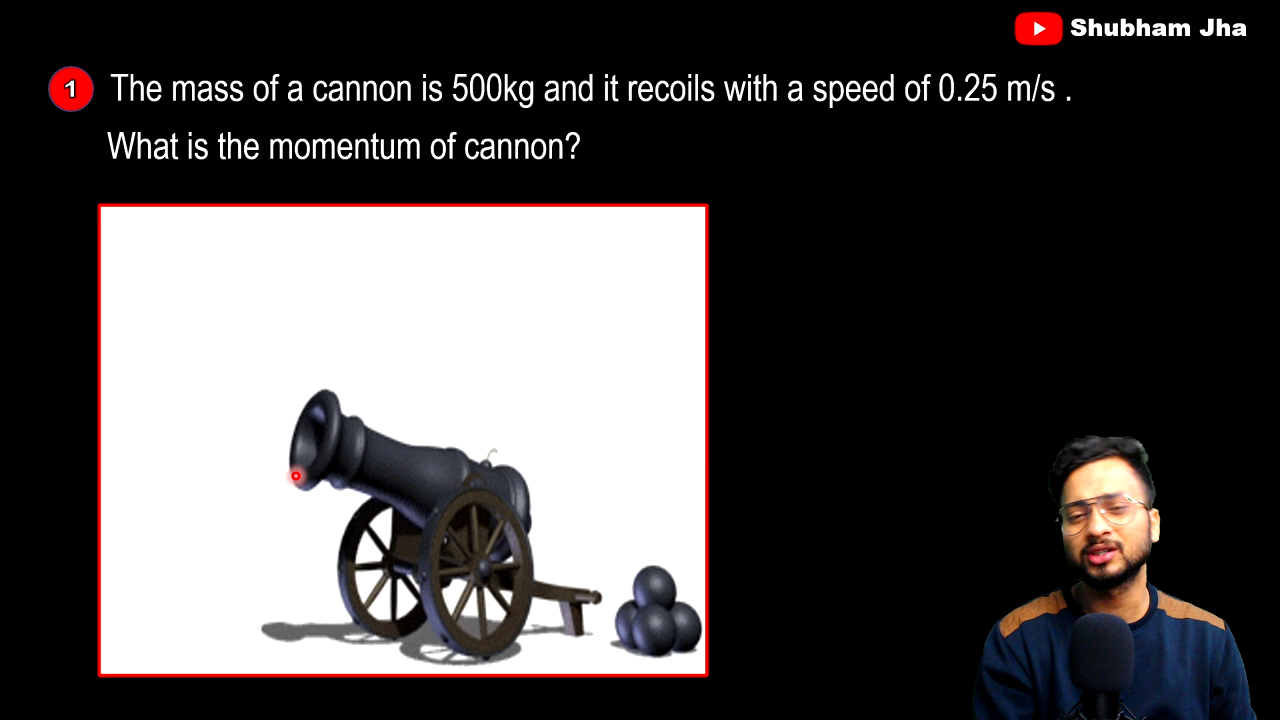 Shubham Jha
1 The mass of a cannon is 500kg and it recoils with a speed of 0.25 m/s .
What is the momentum of cannon?